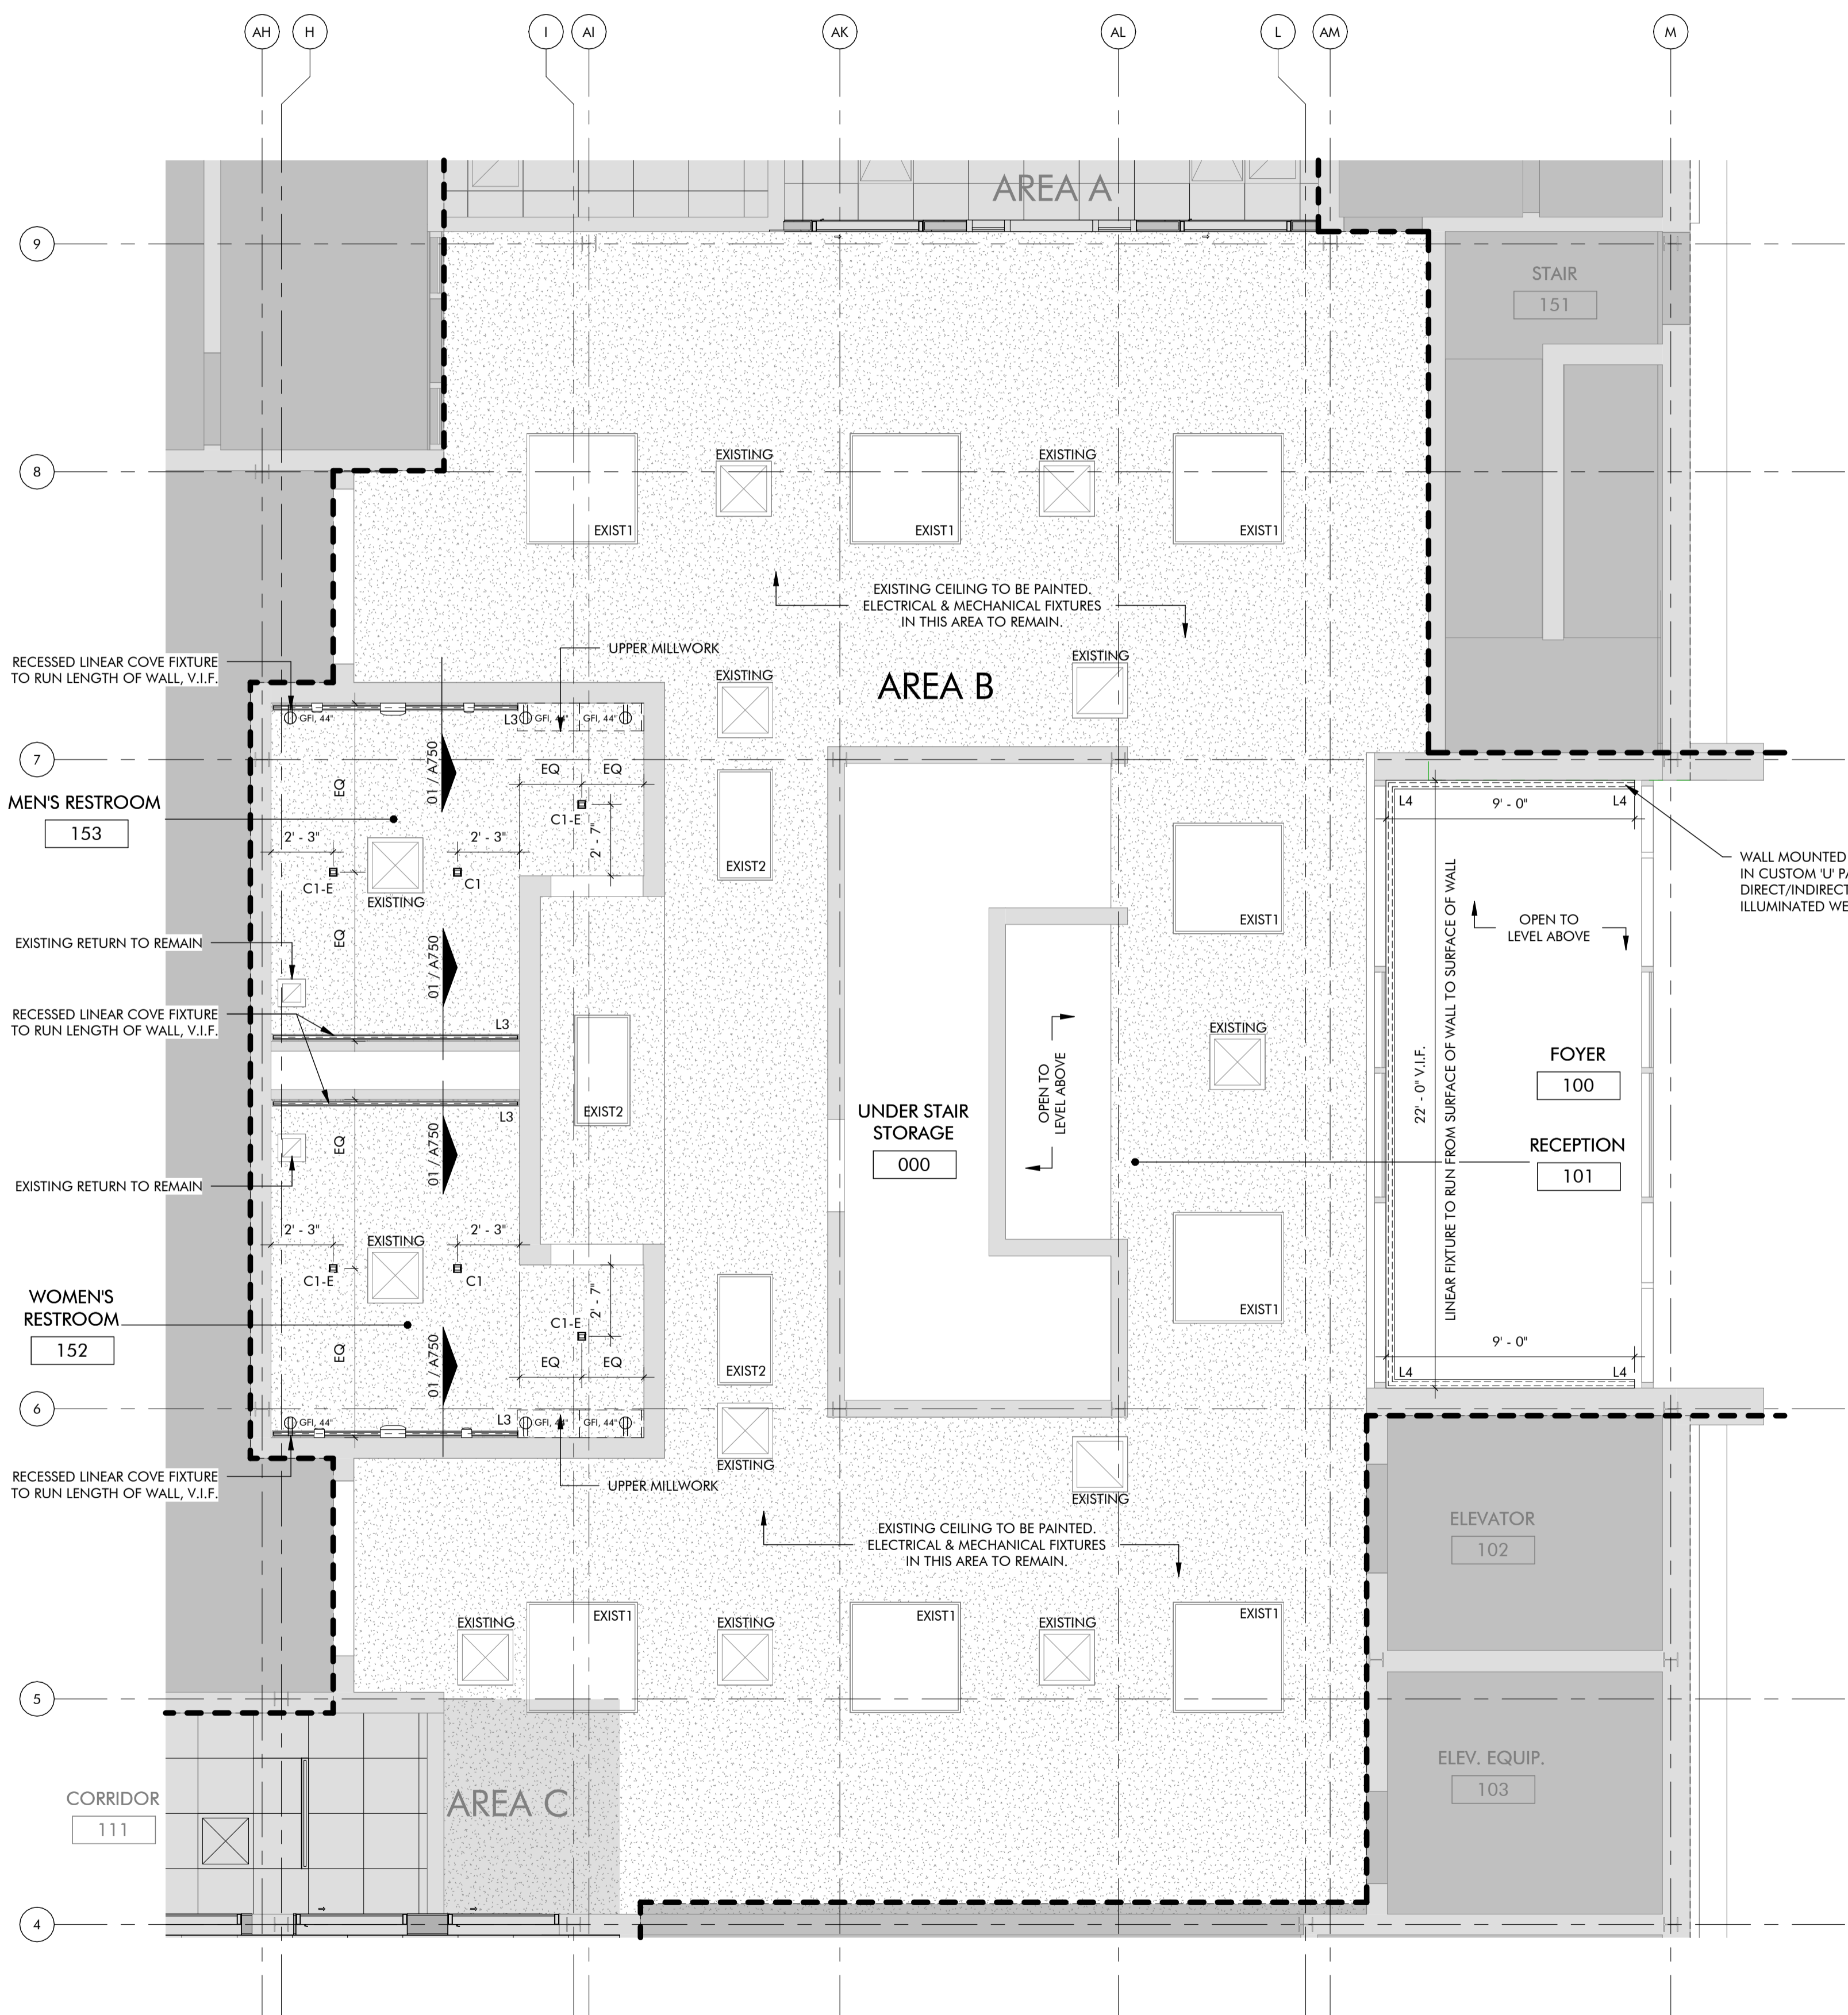 AH
H
I
AI
AK
AL
L
AM
M
AREA A
9
STAIR
151
8
EXISTING
EXISTING
EXIST1
EXIST1
EXIST1
EXISTING CEILING TO BE PAINTED.
ELECTRICAL & MECHANICAL FIXTURES
IN THIS AREA TO REMAIN.
RECESSED LINEAR COVE FIXTURE
TO RUN LENGTH OF WALL, V.I.F.
UPPER MILLWORK
EXISTING
EXISTING
AREA B
GFI, 44"
L3
GFI, 44"
GFI, 44"
7
EQ
01 / A750
EQ
EQ
MEN'S RESTROOM
153
C1-E
2' - 7"
2' - 3"
2' - 3"
C1-E
C1
EXISTING
EXIST2
EXIST1
L4
9' - 0"
L4
WALL MOUNTED
IN CUSTOM 'U' PA
DIRECT/INDIRECT
ILLUMINATED WE
OPEN TO
LEVEL ABOVE
EXISTING RETURN TO REMAIN
EQ
01 / A750
RECESSED LINEAR COVE FIXTURE
TO RUN LENGTH OF WALL, V.I.F.
L3
EXISTING
OPEN TO
LEVEL ABOVE
22' - 0" V.I.F.
LINEAR FIXTURE TO RUN FROM SURFACE OF WALL TO SURFACE OF WALL
FOYER
100
EXIST2
L3
UNDER STAIR
STORAGE
000
RECEPTION
101
EQ
01 / A750
EXISTING RETURN TO REMAIN
2' - 3"
2' - 3"
EXISTING
C1-E
C1
2' - 7"
WOMEN'S
RESTROOM
152
C1-E
EXIST1
EQ
01 / A750
EQ
EQ
EXIST2
9' - 0"
L4
L4
6
GFI, 44"
L3
GFI, 44"
GFI, 44"
EXISTING
RECESSED LINEAR COVE FIXTURE
TO RUN LENGTH OF WALL, V.I.F.
UPPER MILLWORK
EXISTING
EXISTING CEILING TO BE PAINTED.
ELECTRICAL & MECHANICAL FIXTURES
IN THIS AREA TO REMAIN.
ELEVATOR
102
EXISTING
EXIST1
EXISTING
EXIST1
EXISTING
EXIST1
5
ELEV. EQUIP.
103
CORRIDOR
111
AREA C
4